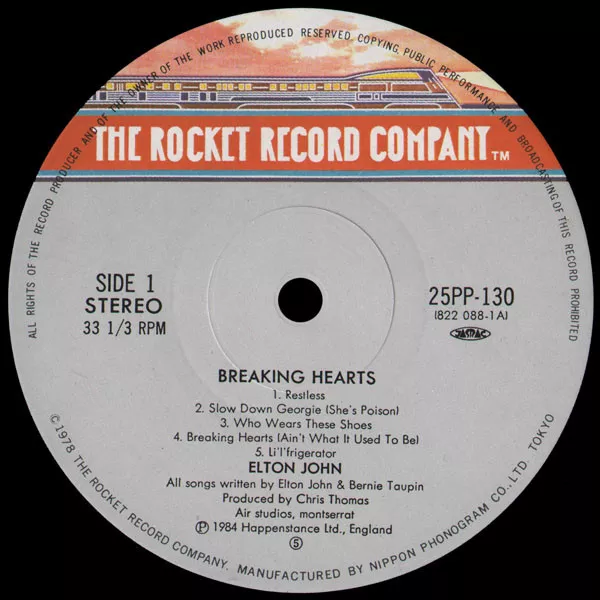 ALL RIGHTS OF THE RECORD PRODUCER AND OF THE OWNER OF THE WORK REPRODUCED RESERVED. COPYING, PUBLIC PERFORMANCE AND BROADCASTING OF THIS RECORD PROHIBITED
THE ROCKET RECORD COMPANY TM
SIDE 1
STEREO
33 1/3 RPM
25PP-130
(822 088-1A)
JASRAC
BREAKING HEARTS
1. Restless
2. Slow Down Georgie (She's Poison)
3. Who Wears These Shoes
4. Breaking Hearts (Ain't What It Used To Be)
5. Li'l'frigerator
ELTON JOHN
All songs written by Elton John & Bernie Taupin
Produced by Chris Thomas
Air studios, montserrat
Ⓟ 1984 Happenstance Ltd., England
⑤
© 1978 THE ROCKET RECORD COMPANY. MANUFACTURED BY NIPPON PHONOGRAM CO., LTD. TOKYO